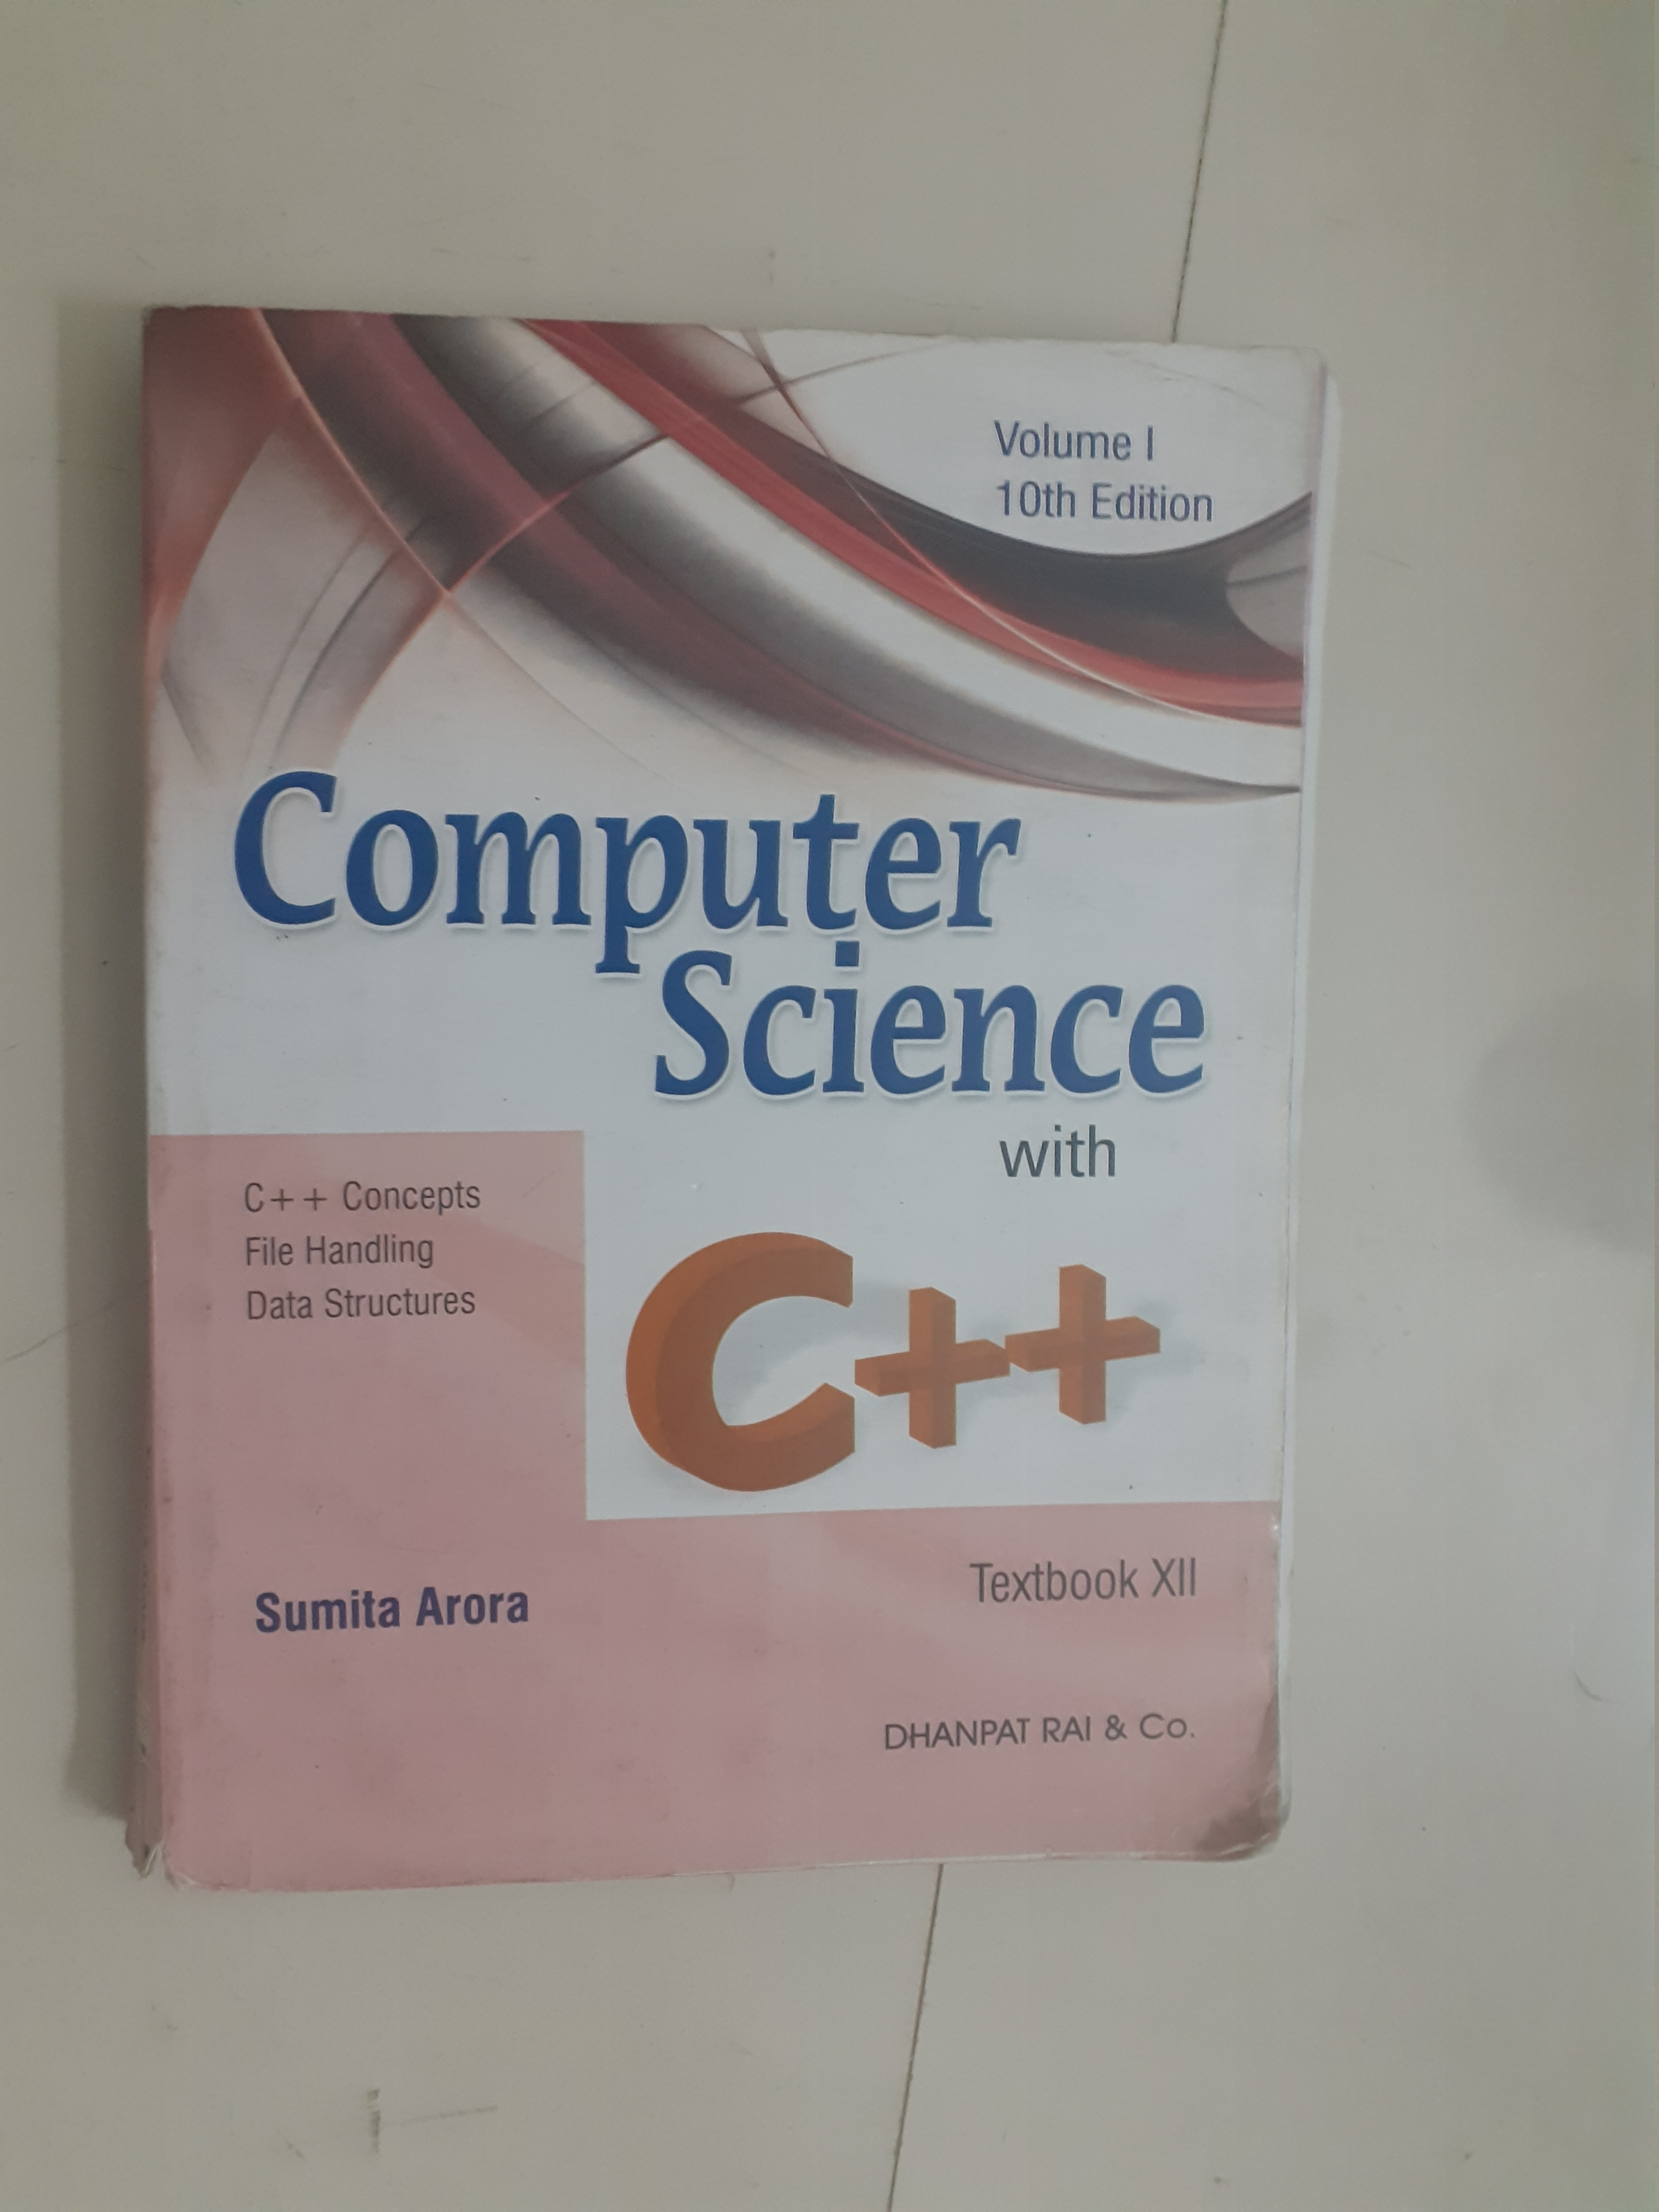 Volume I
10th Edition
Computer
Science
with
C++
C++ Concepts
File Handling
Data Structures
Sumita Arora
Textbook XII
DHANPAT RAI & Co.